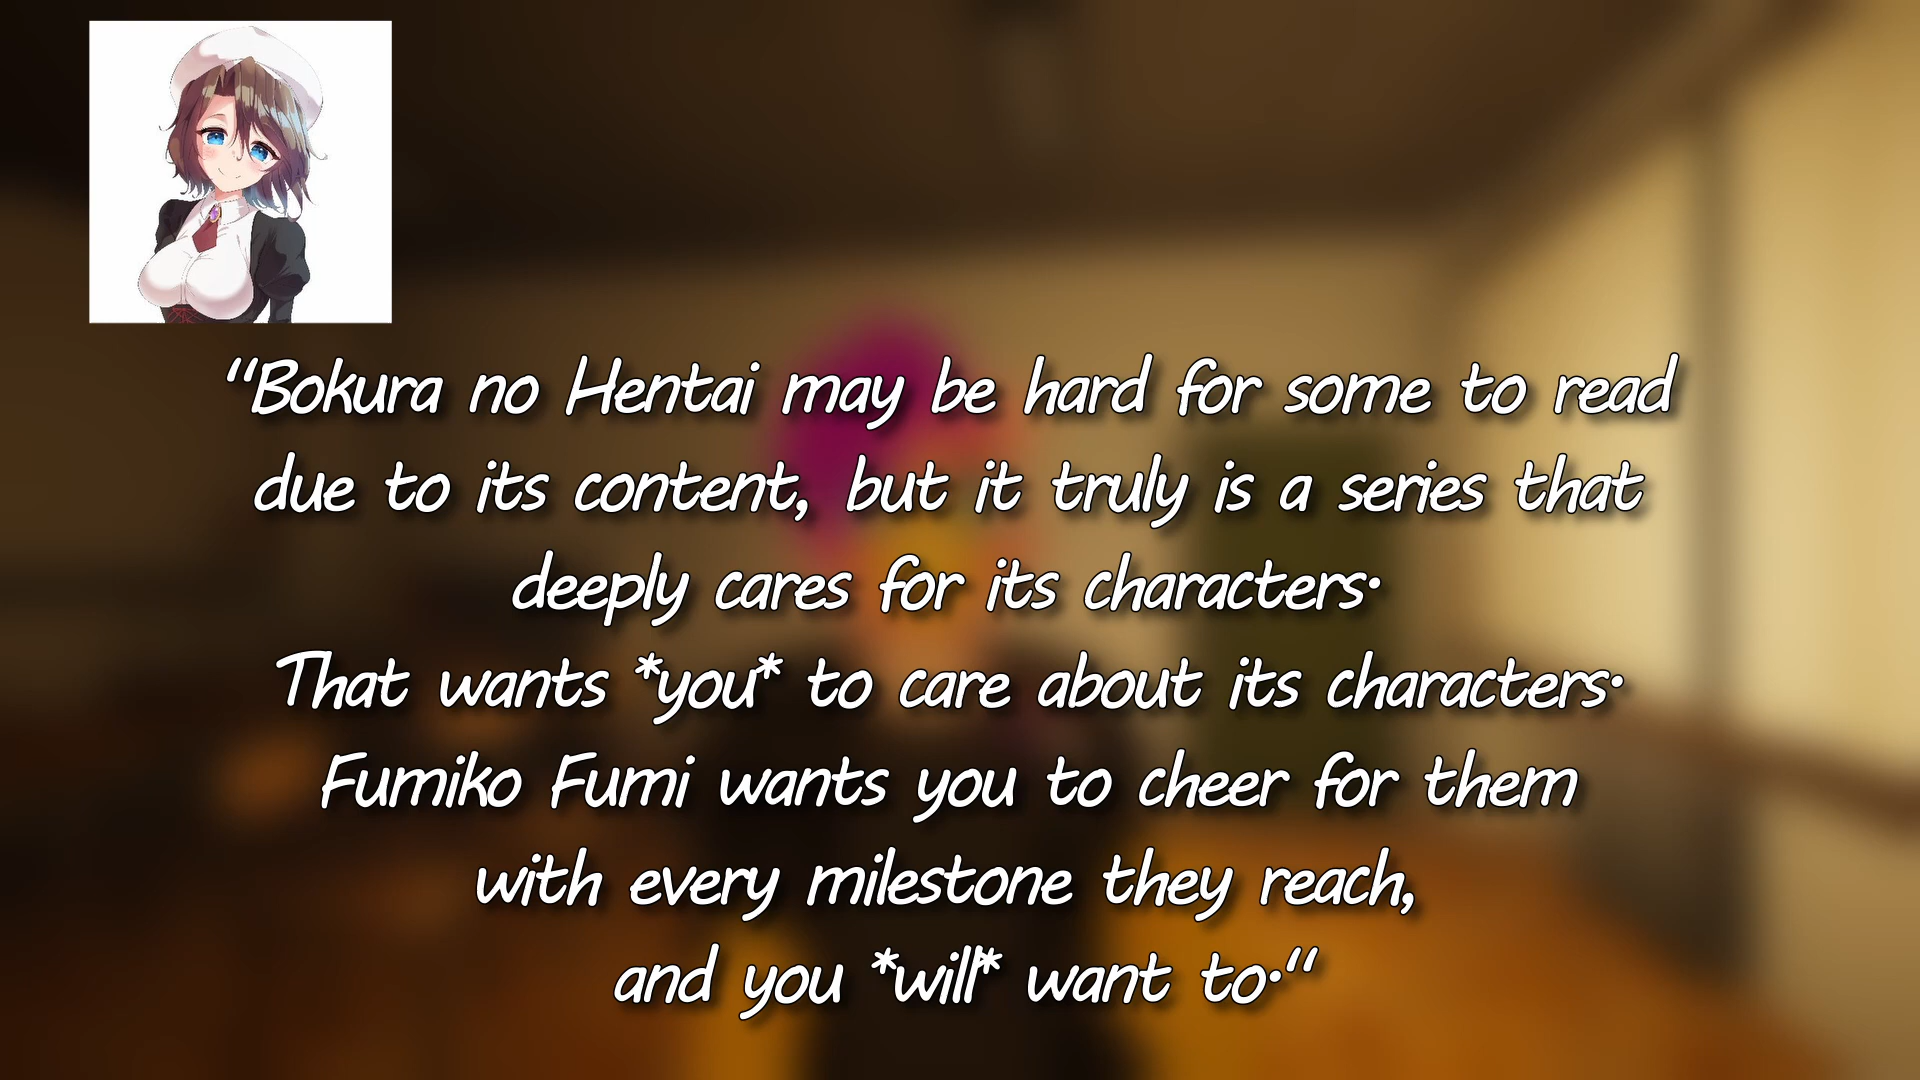 "Bokura no Hentai may be hard for some to read
due to its content, but it truly is a series that
deeply cares for its characters.
That wants *you* to care about its characters.
Fumiko Fumi wants you to cheer for them
with every milestone they reach,
and you *will* want to."